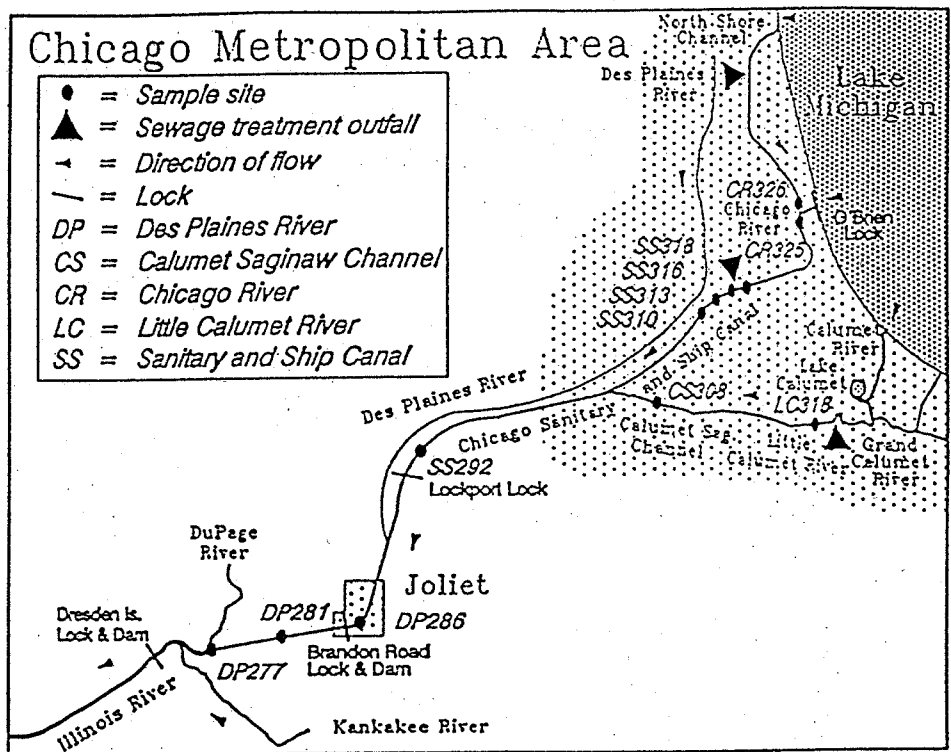 Chicago Metropolitan Area
= Sample site
= Sewage treatment outfall
= Direction of flow
= Lock
DP = Des Plaines River
CS = Calumet Saginaw Channel
CR = Chicago River
LC = Little Calumet River
SS = Sanitary and Ship Canal
North Shore
Channel
Des Plaines
River
Lake
Michigan
CR326
Chicago
River
O'Brien
Lock
CR325
SS318
SS316
SS313
SS310
Calumet
River
Lake
Calumet
LC318
CS308
Des Plaines River
Chicago Sanitary and Ship Canal
Calumet Sag.
Channel
Little
Calumet River
Grand
Calumet
River
SS292
Lockport Lock
DuPage
River
Joliet
DP281
DP286
Dresden Is.
Lock & Dam
DP277
Brandon Road
Lock & Dam
Illinois River
Kankakee River